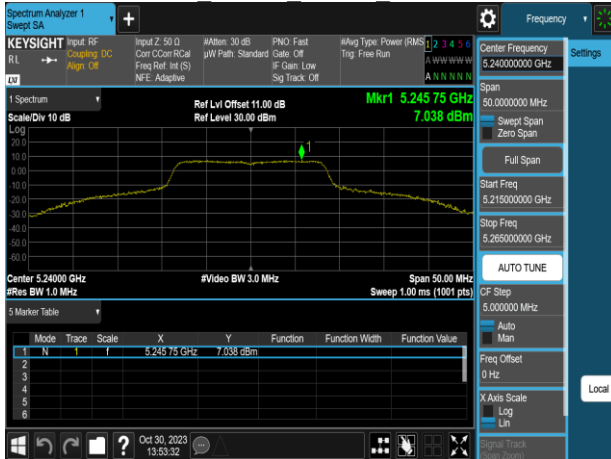 Spectrum Analyzer 1
Swept SA
+
Frequency
KEYSIGHT Input: RF
RL
Coupling: DC
Align: Off
LXI
Input Z: 50 Ω
Corr CCorr RCal
Freq Ref: Int (S)
NFE: Adaptive
#Atten: 30 dB
µW Path: Standard
PNO: Fast
Gate: Off
IF Gain: Low
Sig Track: Off
#Avg Type: Power (RMS
Trig: Free Run
1 2 3 4 5 6
A W W W W W
A N N N N N
Center Frequency
5.240000000 GHz
Settings
Span
50.0000000 MHz
Swept Span
Zero Span
Full Span
Start Freq
5.215000000 GHz
Stop Freq
5.265000000 GHz
AUTO TUNE
CF Step
5.000000 MHz
Auto
Man
Freq Offset
0 Hz
X Axis Scale
Log
Lin
Signal Track
(Span Zoom)
Local
1 Spectrum
Scale/Div 10 dB
Log
Ref Lvl Offset 11.00 dB
Ref Level 30.00 dBm
Mkr1 5.245 75 GHz
7.038 dBm
1
20.0
10.0
0.00
-10.0
-20.0
-30.0
-40.0
-50.0
-60.0
Center 5.24000 GHz
#Res BW 1.0 MHz
#Video BW 3.0 MHz
Span 50.00 MHz
Sweep 1.00 ms (1001 pts)
5 Marker Table
Mode Trace Scale X Y Function Function Width Function Value
1 N 1 f 5.245 75 GHz 7.038 dBm
2
3
4
5
6
?
Oct 30, 2023
13:53:32